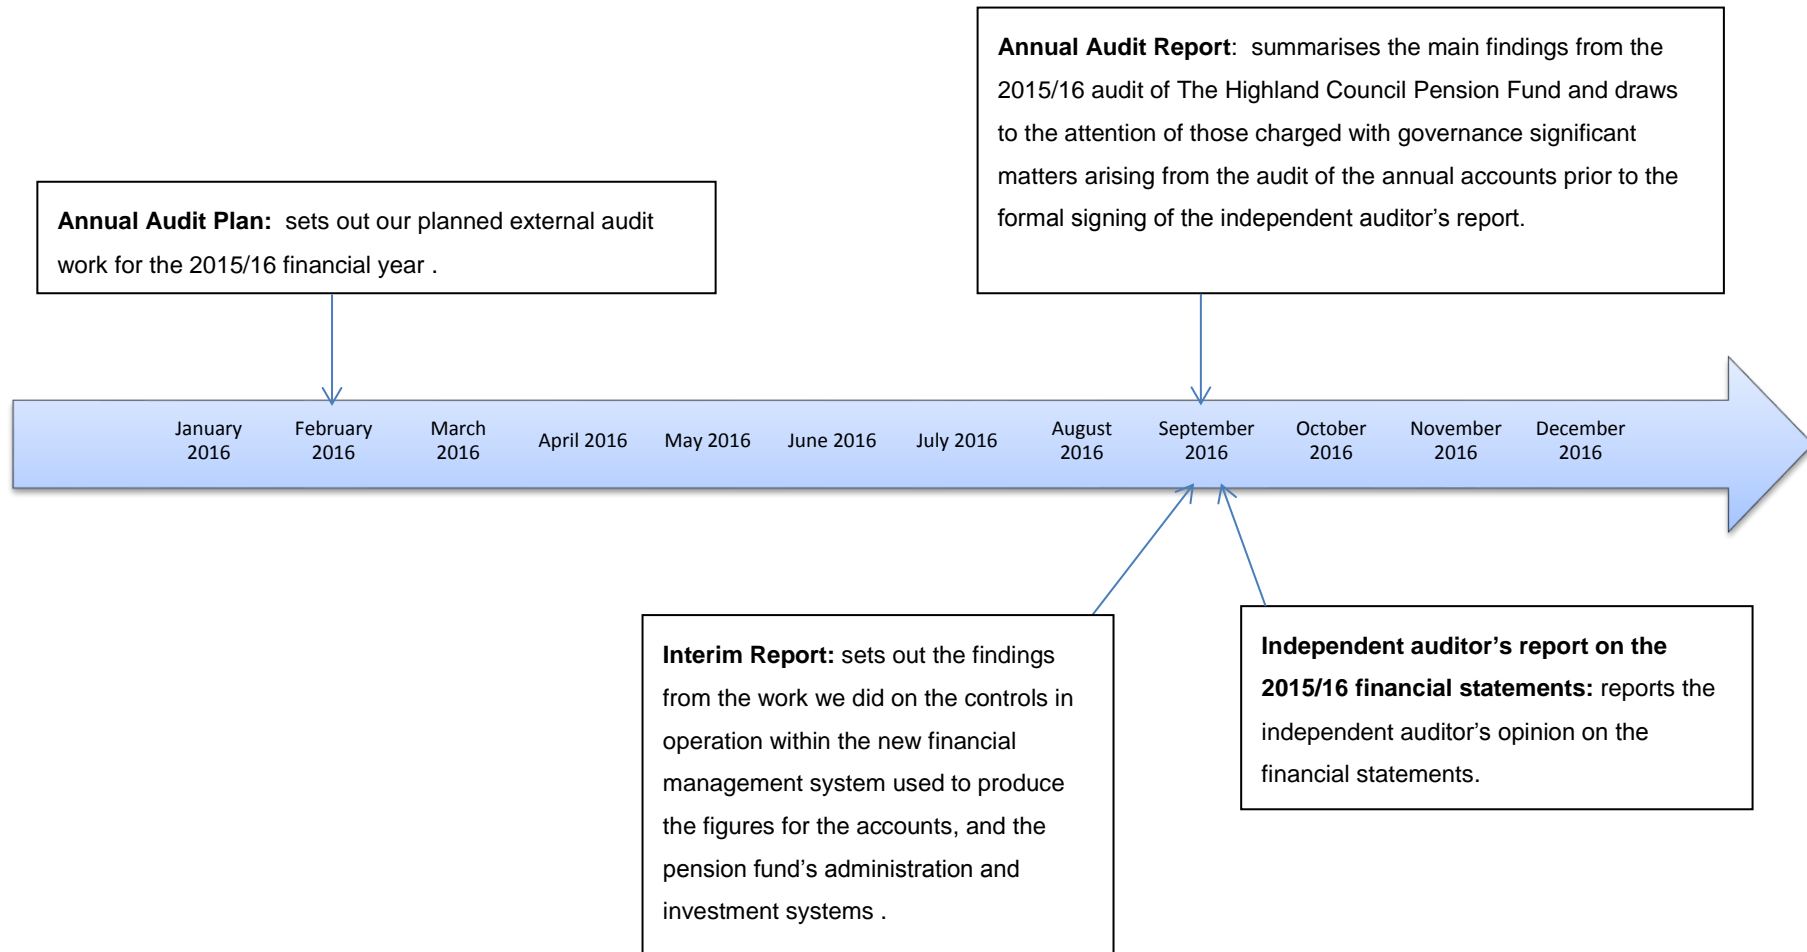 Annual Audit Report:  summarises the main findings from the
2015/16 audit of The Highland Council Pension Fund and draws
to the attention of those charged with governance significant
matters arising from the audit of the annual accounts prior to the
formal signing of the independent auditor’s report.
Annual Audit Plan:  sets out our planned external audit
work for the 2015/16 financial year .
January
2016
February
2016
March
2016
April 2016
May 2016
June 2016
July 2016
August
2016
September
2016
October
2016
November
2016
December
2016
Interim Report: sets out the findings
from the work we did on the controls in
operation within the new financial
management system used to produce
the figures for the accounts, and the
pension fund’s administration and
investment systems .
Independent auditor’s report on the
2015/16 financial statements: reports the
independent auditor’s opinion on the
financial statements.